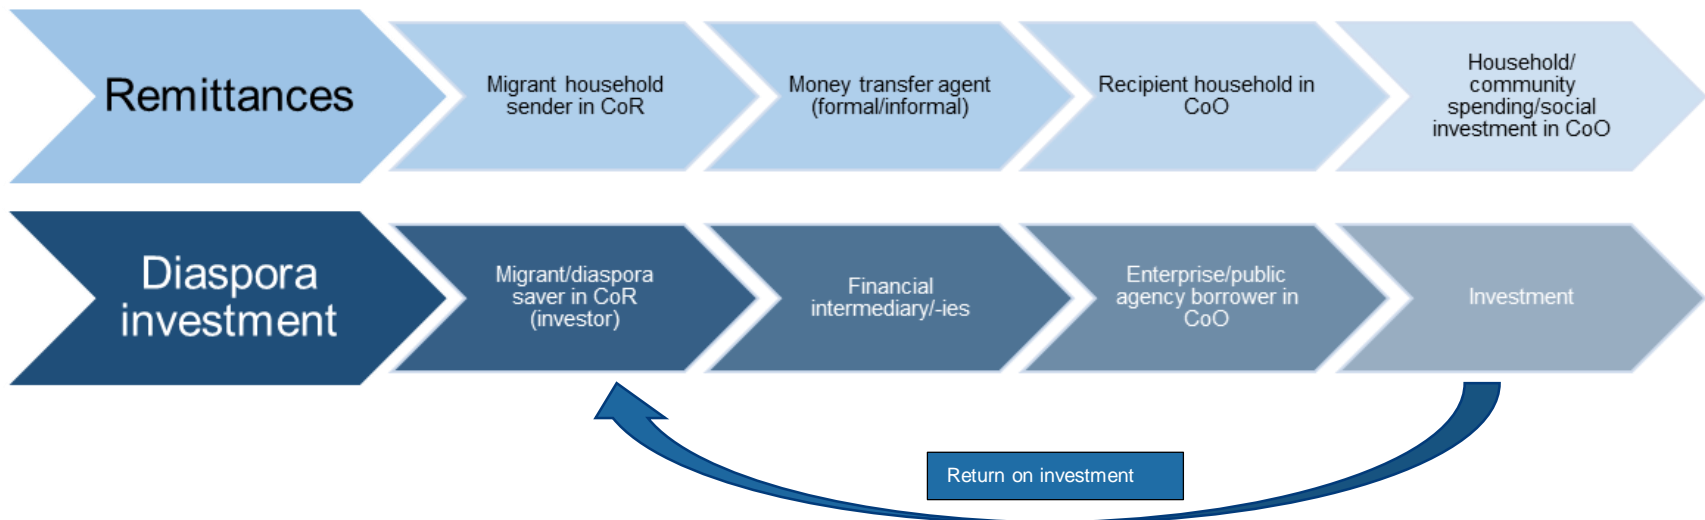 Remittances
Migrant household
sender in CoR
Money transfer agent
(formal/informal)
Recipient household in
CoO
Household/
community
spending/social
investment in CoO
Diaspora
investment
Migrant/diaspora
saver in CoR
(investor)
Financial
intermediary/-ies
Enterprise/public
agency borrower in
CoO
Investment
Return on investment